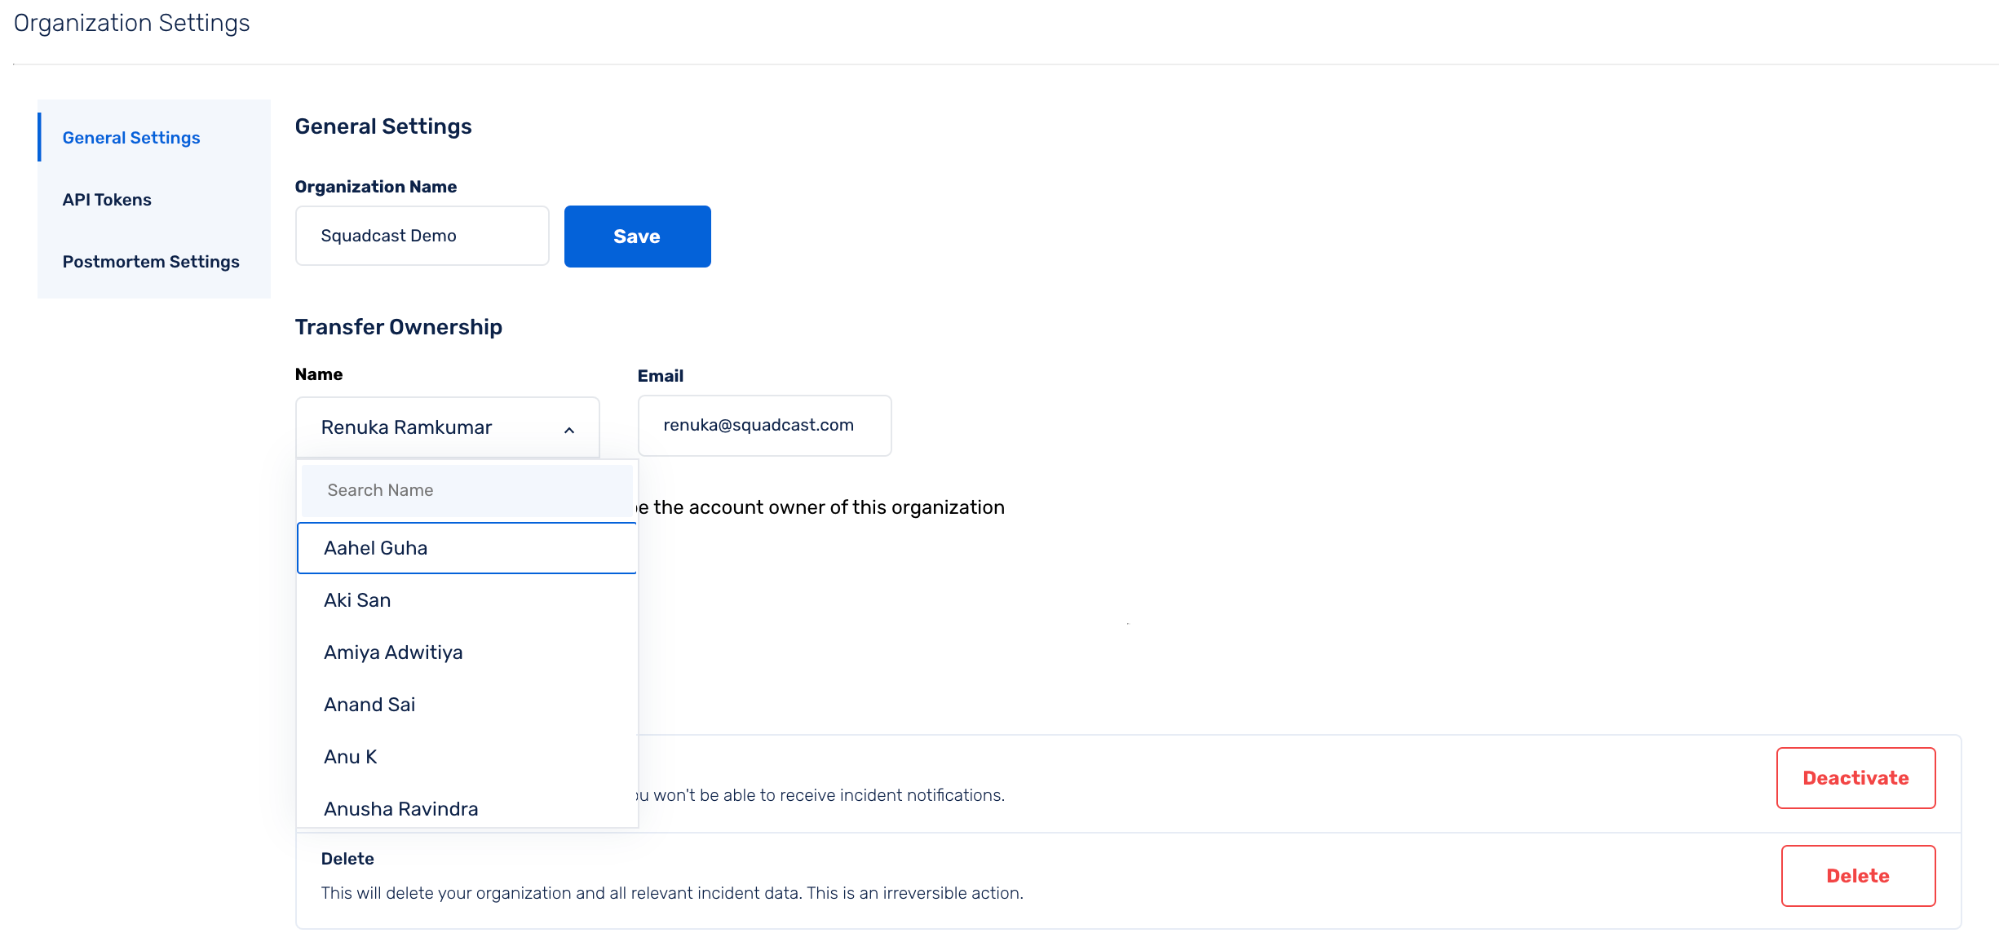 Organization Settings
General Settings
API Tokens
Postmortem Settings
General Settings
Organization Name
Squadcast Demo
Save
Transfer Ownership
Name
Email
Renuka Ramkumar
renuka@squadcast.com
Search Name
the account owner of this organization
Aahel Guha
Aki San
Amiya Adwitiya
Anand Sai
Anu K
Anusha Ravindra
won't be able to receive incident notifications.
Deactivate
Delete
This will delete your organization and all relevant incident data. This is an irreversible action.
Delete